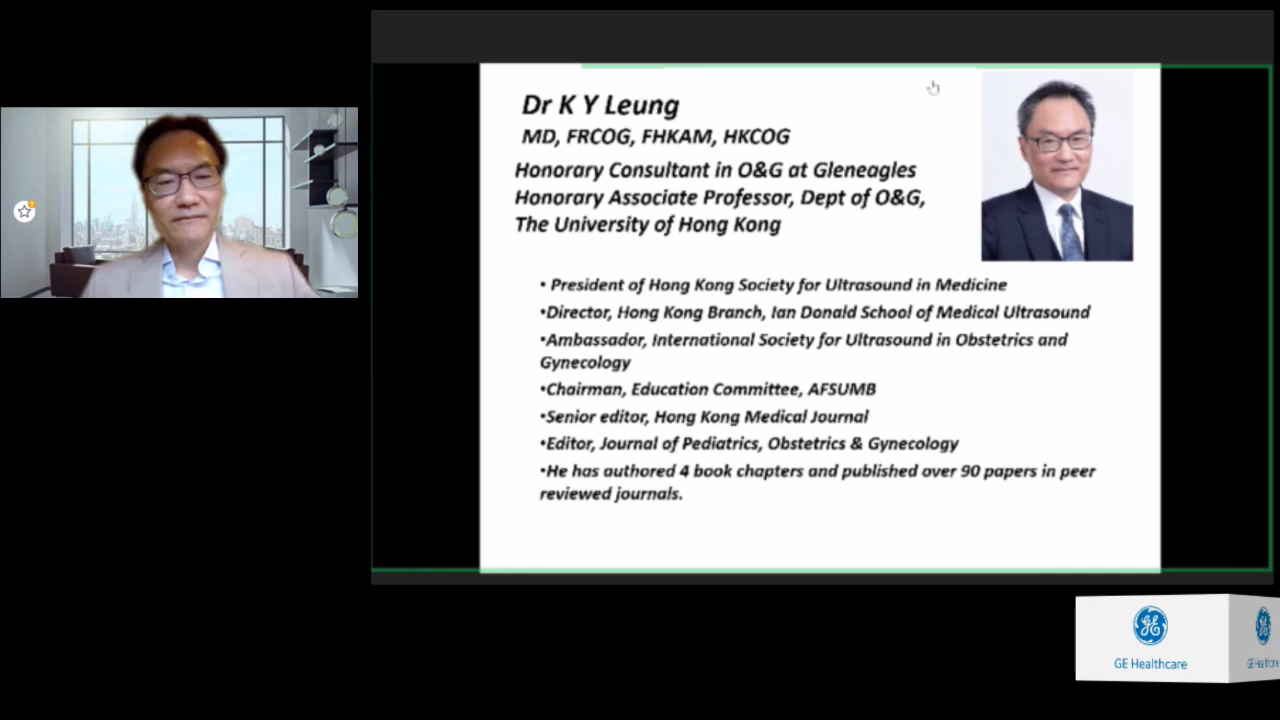 Dr K Y Leung
MD, FRCOG, FHKAM, HKCOG
Honorary Consultant in O&G at Gleneagles
Honorary Associate Professor, Dept of O&G,
The University of Hong Kong
• President of Hong Kong Society for Ultrasound in Medicine
•Director, Hong Kong Branch, Ian Donald School of Medical Ultrasound
•Ambassador, International Society for Ultrasound in Obstetrics and
Gynecology
•Chairman, Education Committee, AFSUMB
•Senior editor, Hong Kong Medical Journal
•Editor, Journal of Pediatrics, Obstetrics & Gynecology
•He has authored 4 book chapters and published over 90 papers in peer
reviewed journals.
GE Healthcare
GE Healthcare